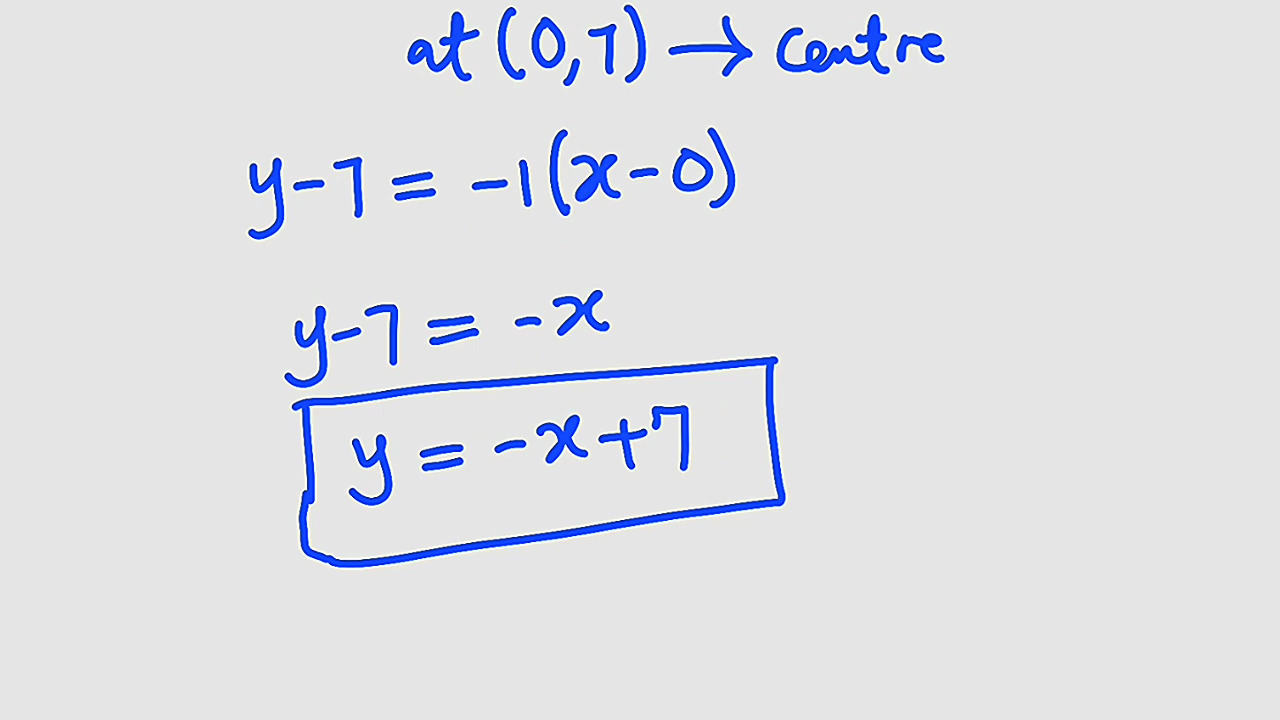 at (0,7) → centre
y-7 = -1(x-0)
y-7 = -x
y = -x+7